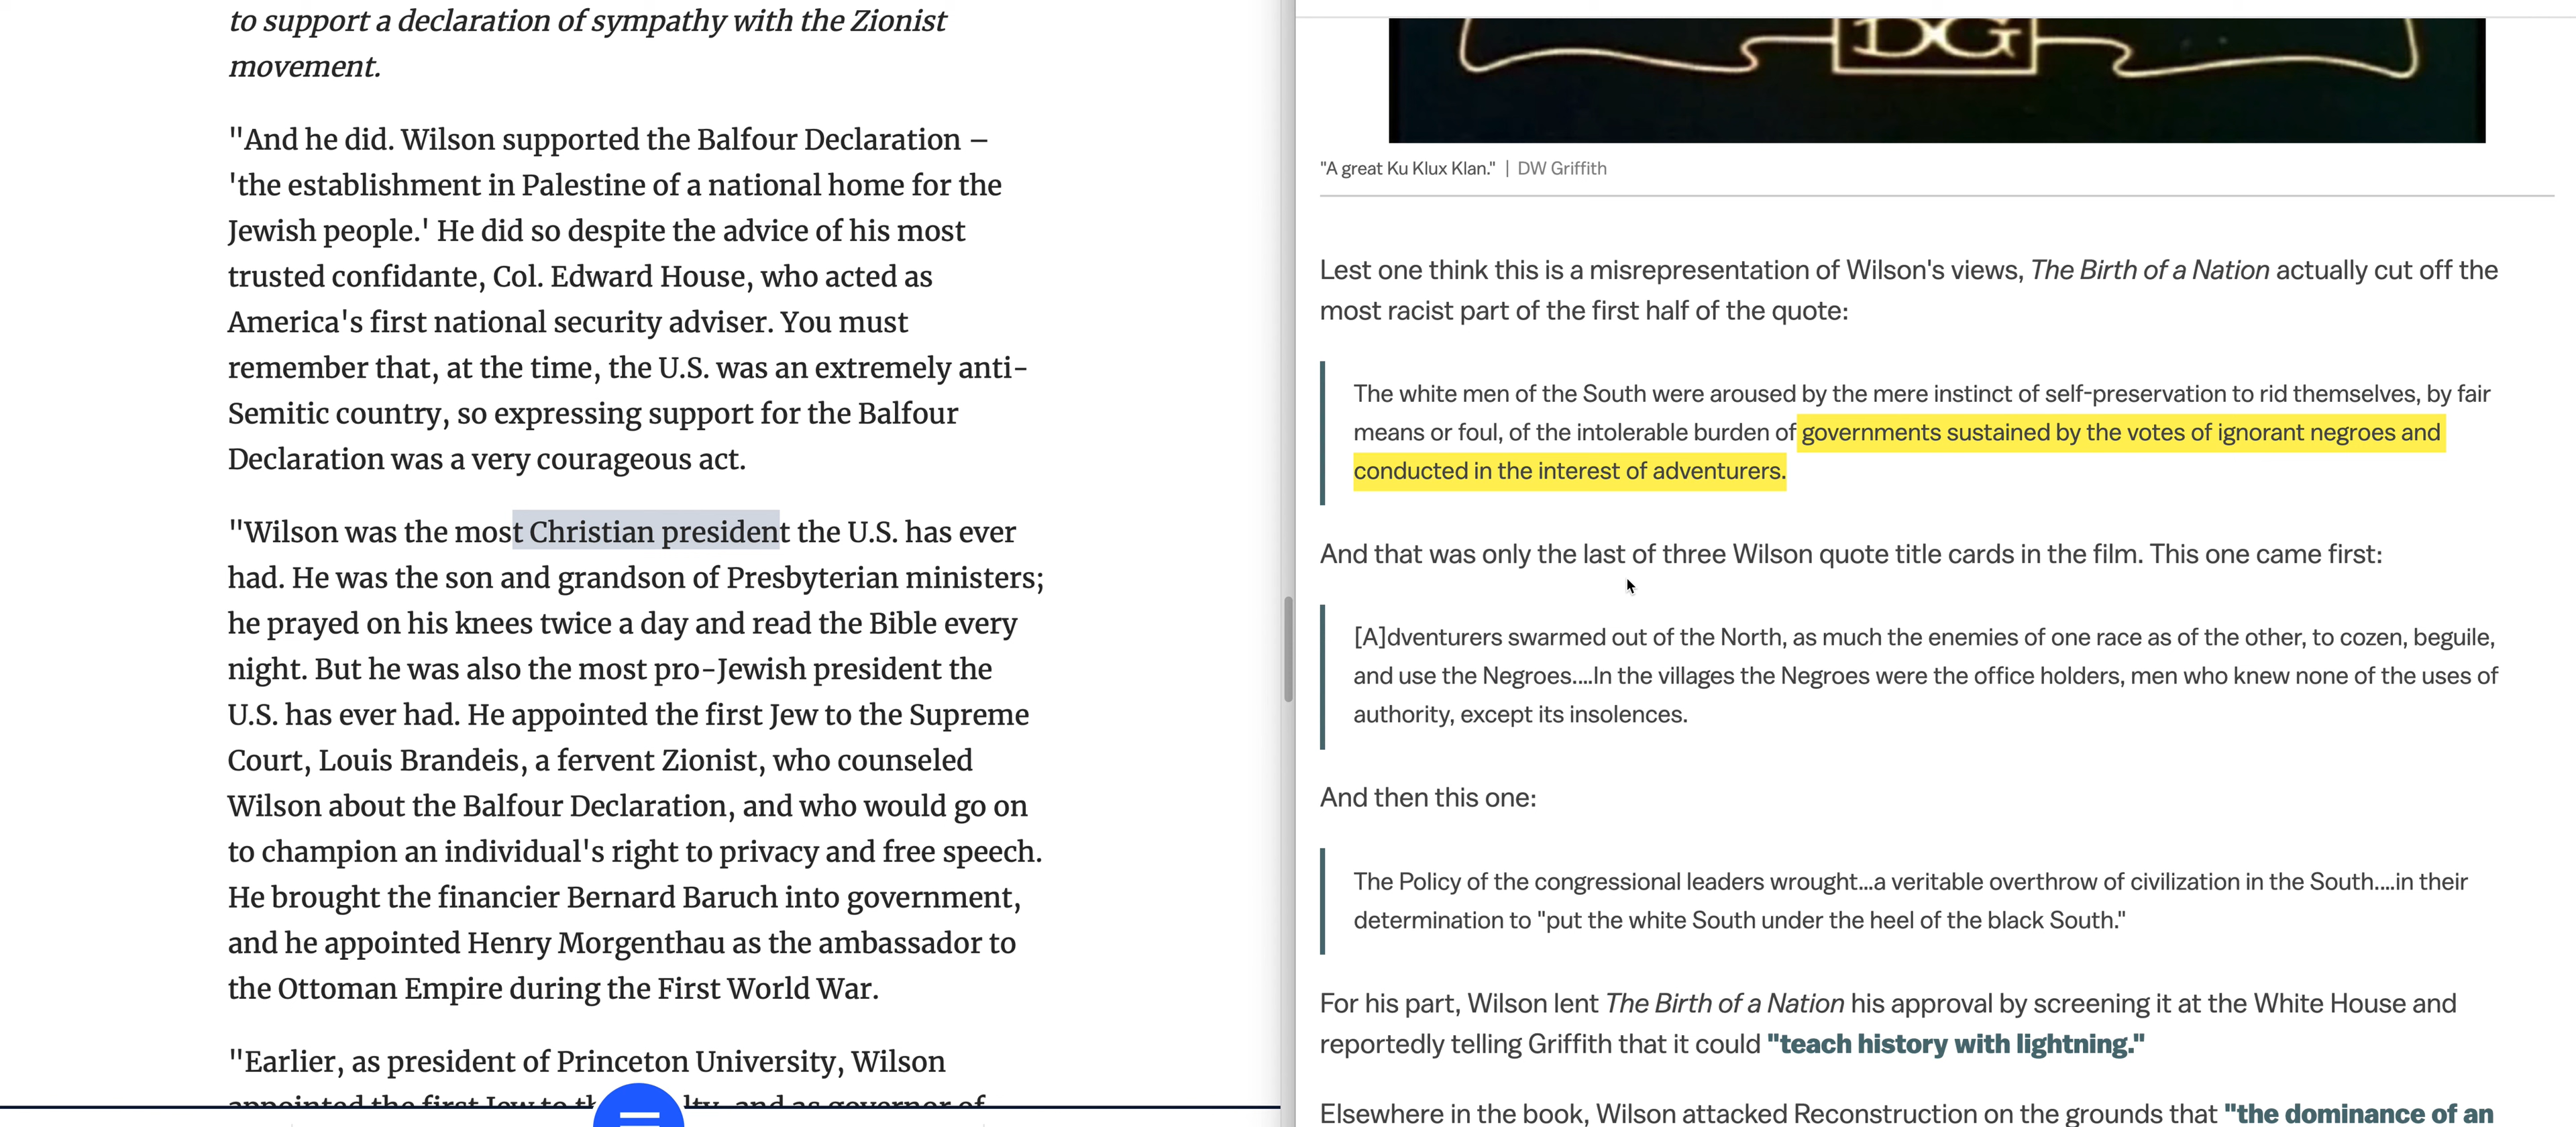 to support a declaration of sympathy with the Zionist
movement.
"And he did. Wilson supported the Balfour Declaration –
'the establishment in Palestine of a national home for the
Jewish people.' He did so despite the advice of his most
trusted confidante, Col. Edward House, who acted as
America's first national security adviser. You must
remember that, at the time, the U.S. was an extremely anti-
Semitic country, so expressing support for the Balfour
Declaration was a very courageous act.
"Wilson was the most Christian president the U.S. has ever
had. He was the son and grandson of Presbyterian ministers;
he prayed on his knees twice a day and read the Bible every
night. But he was also the most pro-Jewish president the
U.S. has ever had. He appointed the first Jew to the Supreme
Court, Louis Brandeis, a fervent Zionist, who counseled
Wilson about the Balfour Declaration, and who would go on
to champion an individual's right to privacy and free speech.
He brought the financier Bernard Baruch into government,
and he appointed Henry Morgenthau as the ambassador to
the Ottoman Empire during the First World War.
"Earlier, as president of Princeton University, Wilson
appointed the first Jew to lty, and as governor of
DG
"A great Ku Klux Klan." | DW Griffith
Lest one think this is a misrepresentation of Wilson's views, The Birth of a Nation actually cut off the
most racist part of the first half of the quote:
The white men of the South were aroused by the mere instinct of self-preservation to rid themselves, by fair
means or foul, of the intolerable burden of governments sustained by the votes of ignorant negroes and
conducted in the interest of adventurers.
And that was only the last of three Wilson quote title cards in the film. This one came first:
[A]dventurers swarmed out of the North, as much the enemies of one race as of the other, to cozen, beguile,
and use the Negroes....In the villages the Negroes were the office holders, men who knew none of the uses of
authority, except its insolences.
And then this one:
The Policy of the congressional leaders wrought...a veritable overthrow of civilization in the South....in their
determination to "put the white South under the heel of the black South."
For his part, Wilson lent The Birth of a Nation his approval by screening it at the White House and
reportedly telling Griffith that it could "teach history with lightning."
Elsewhere in the book, Wilson attacked Reconstruction on the grounds that "the dominance of an